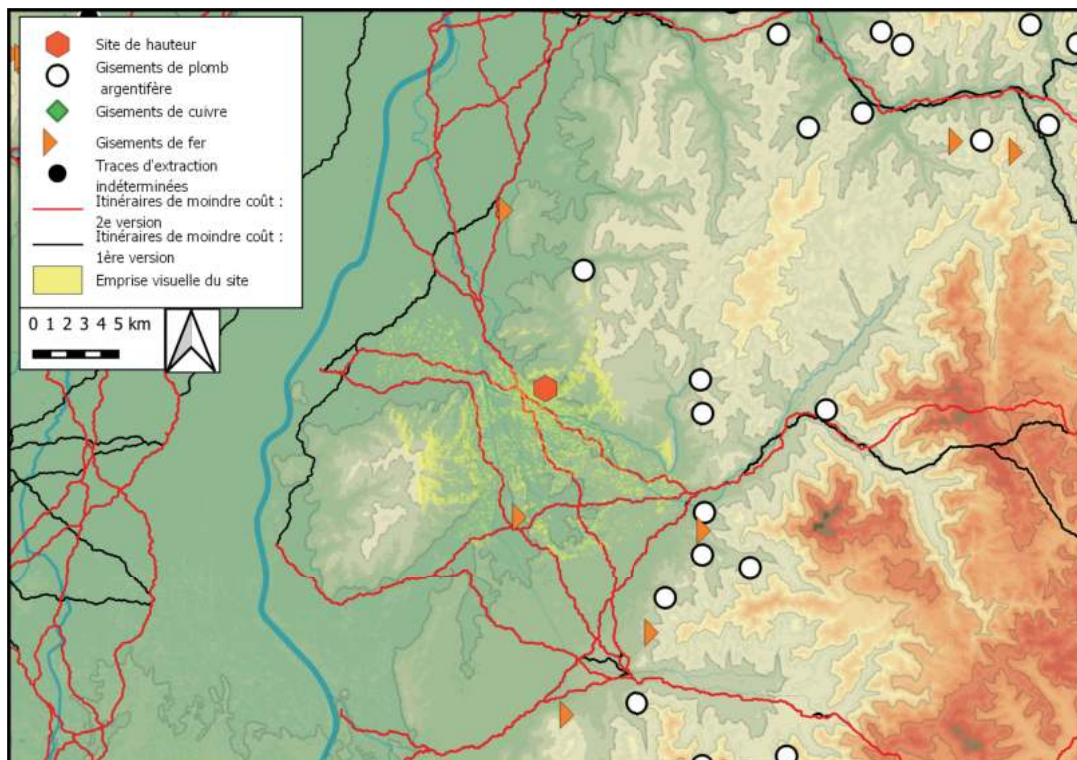 Site de hauteur
Gisements de plomb
argentifère
Gisements de cuivre
Gisements de fer
Traces d'extraction
indéterminées
Itinéraires de moindre coût :
2e version
Itinéraires de moindre coût :
1ère version
Emprise visuelle du site
0 1 2 3 4 5 km